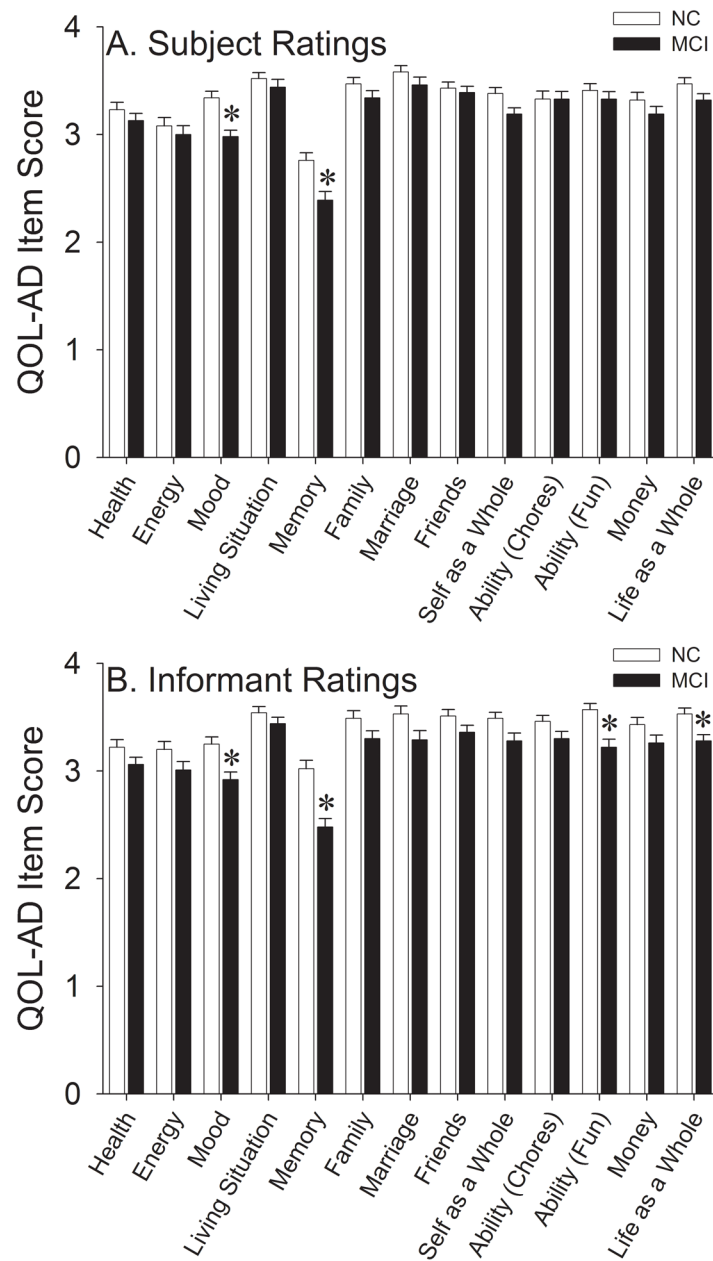 A. Subject Ratings
NC
MCI
QOL-AD Item Score
4
3
2
1
0
Health
Energy
Mood
Living Situation
Memory
Family
Marriage
Friends
Self as a Whole
Ability (Chores)
Ability (Fun)
Money
Life as a Whole
*
*
B. Informant Ratings
NC
MCI
QOL-AD Item Score
4
3
2
1
0
Health
Energy
Mood
Living Situation
Memory
Family
Marriage
Friends
Self as a Whole
Ability (Chores)
Ability (Fun)
Money
Life as a Whole
*
*
*
*